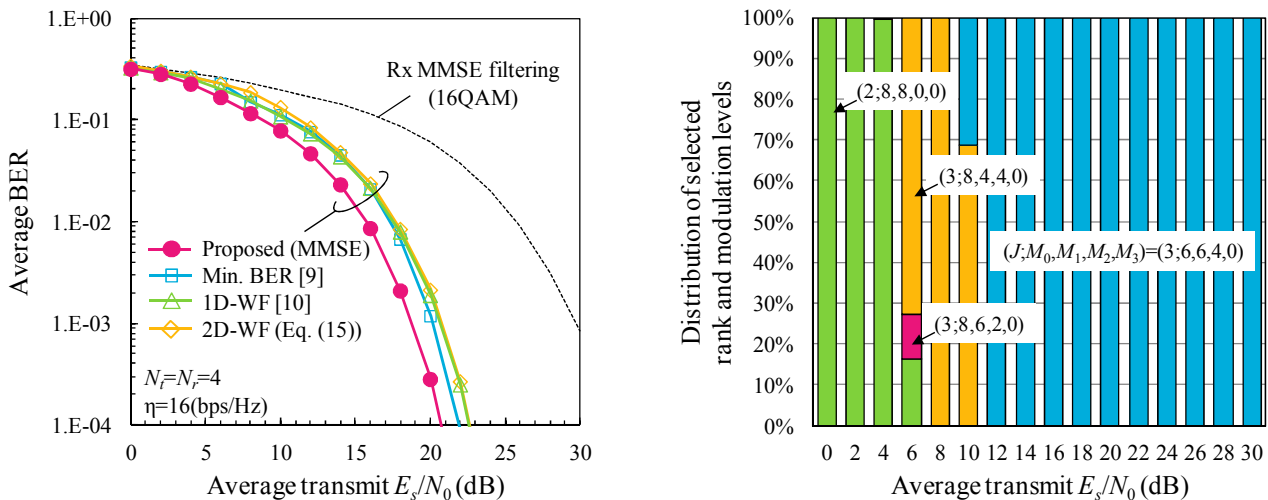 1.E+00
1.E-01
1.E-02
1.E-03
1.E-04
Average BER
Rx MMSE filtering
(16QAM)
Proposed (MMSE)
Min. BER [9]
1D-WF [10]
2D-WF (Eq. (15))
Nt=Nr=4
η=16(bps/Hz)
0 5 10 15 20 25 30
Average transmit Es/N0 (dB)
100%
90%
80%
70%
60%
50%
40%
30%
20%
10%
0%
Distribution of selected
rank and modulation levels
(2;8,8,0,0)
(3;8,4,4,0)
(J;M0,M1,M2,M3)=(3;6,6,4,0)
(3;8,6,2,0)
0 2 4 6 8 10 12 14 16 18 20 22 24 26 28 30
Average transmit Es/N0 (dB)